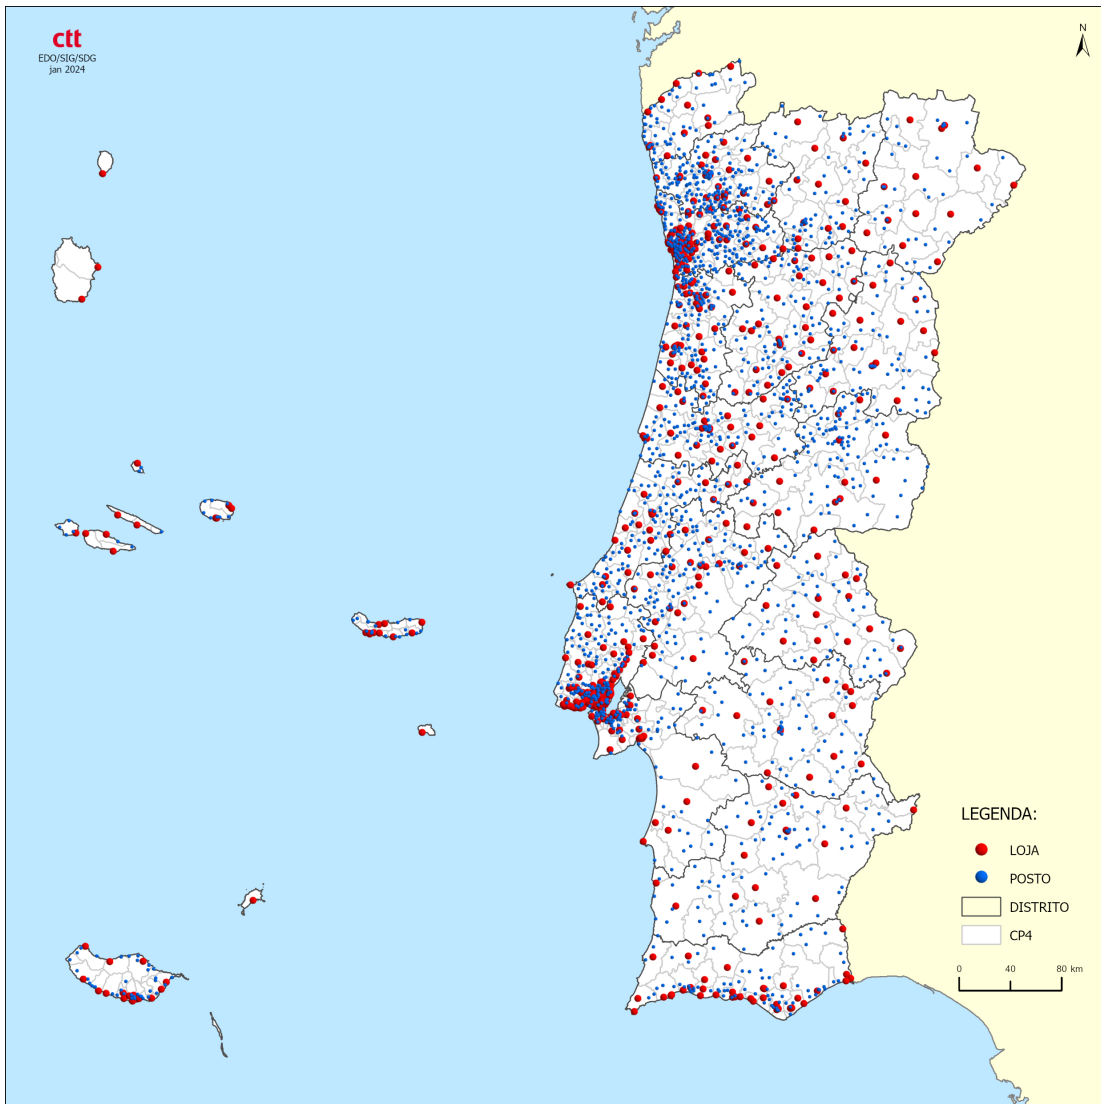 ctt
EDO/SIG/SDG
jan 2024
N
LEGENDA:
LOJA
POSTO
DISTRITO
CP4
0 40 80 km